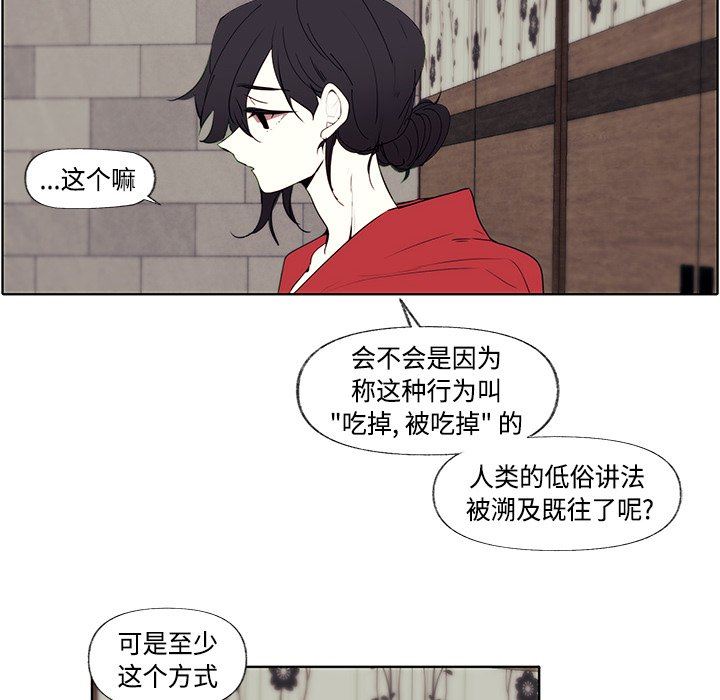 ...这个嘛
会不会是因为
称这种行为叫
"吃掉, 被吃掉" 的
人类的低俗讲法
被溯及既往了呢?
可是至少
这个方式